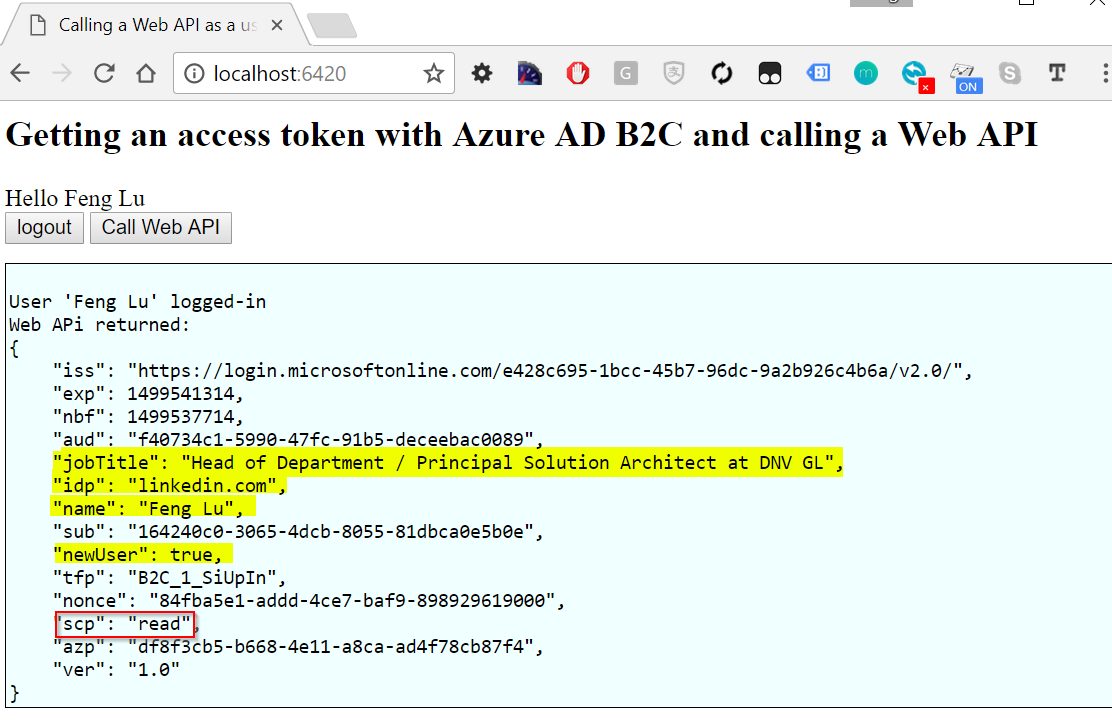 Calling a Web API as a us
localhost:6420
G
m
ON
S
T
Getting an access token with Azure AD B2C and calling a Web API
Hello Feng Lu
logout Call Web API
User 'Feng Lu' logged-in
Web APi returned:
{
"iss": "https://login.microsoftonline.com/e428c695-1bcc-45b7-96dc-9a2b926c4b6a/v2.0/",
"exp": 1499541314,
"nbf": 1499537714,
"aud": "f40734c1-5990-47fc-91b5-deceebac0089",
"jobTitle": "Head of Department / Principal Solution Architect at DNV GL",
"idp": "linkedin.com",
"name": "Feng Lu",
"sub": "164240c0-3065-4dcb-8055-81dbca0e5b0e",
"newUser": true,
"tfp": "B2C_1_SiUpIn",
"nonce": "84fba5e1-addd-4ce7-baf9-898929619000",
"scp": "read",
"azp": "df8f3cb5-b668-4e11-a8ca-ad4f78cb87f4",
"ver": "1.0"
}